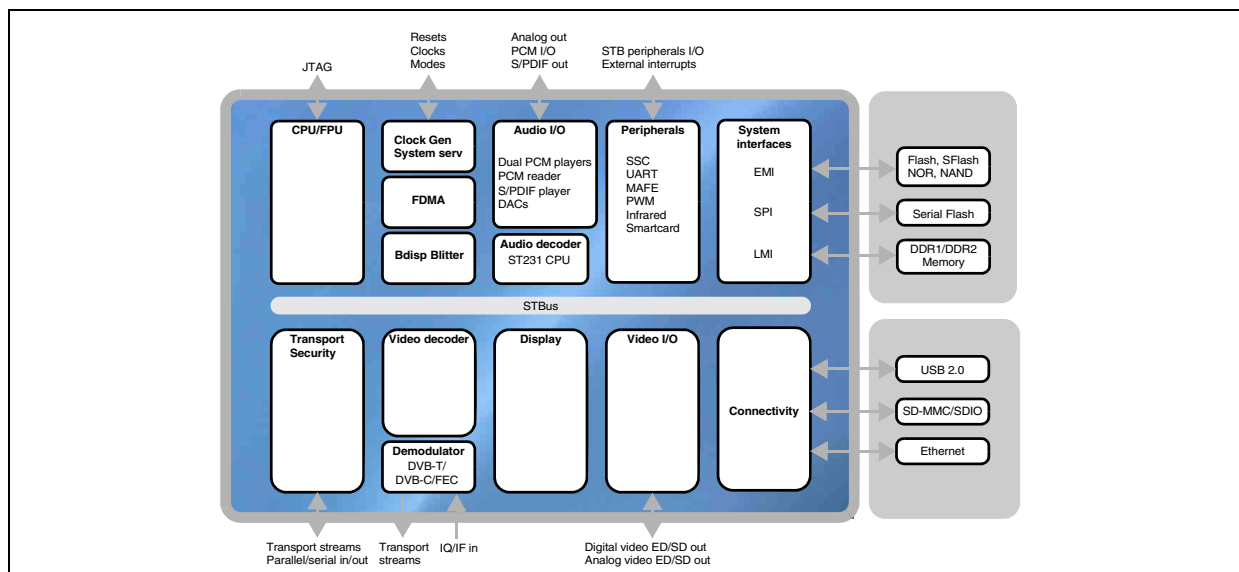 JTAG
Resets
Clocks
Modes
Analog out
PCM I/O
S/PDIF out
STB peripherals I/O
External interrupts
CPU/FPU
Clock Gen
System serv
FDMA
Bdisp Blitter
Audio I/O
Dual PCM players
PCM reader
S/PDIF player
DACs
Audio decoder
ST231 CPU
Peripherals
SSC
UART
MAFE
PWM
Infrared
Smartcard
System
interfaces
EMI
SPI
LMI
Flash, SFlash
NOR, NAND
Serial Flash
DDR1/DDR2
Memory
STBus
Transport
Security
Video decoder
Demodulator
DVB-T/
DVB-C/FEC
Display
Video I/O
Connectivity
USB 2.0
SD-MMC/SDIO
Ethernet
Transport streams
Parallel/serial in/out
Transport
streams
IQ/IF in
Digital video ED/SD out
Analog video ED/SD out